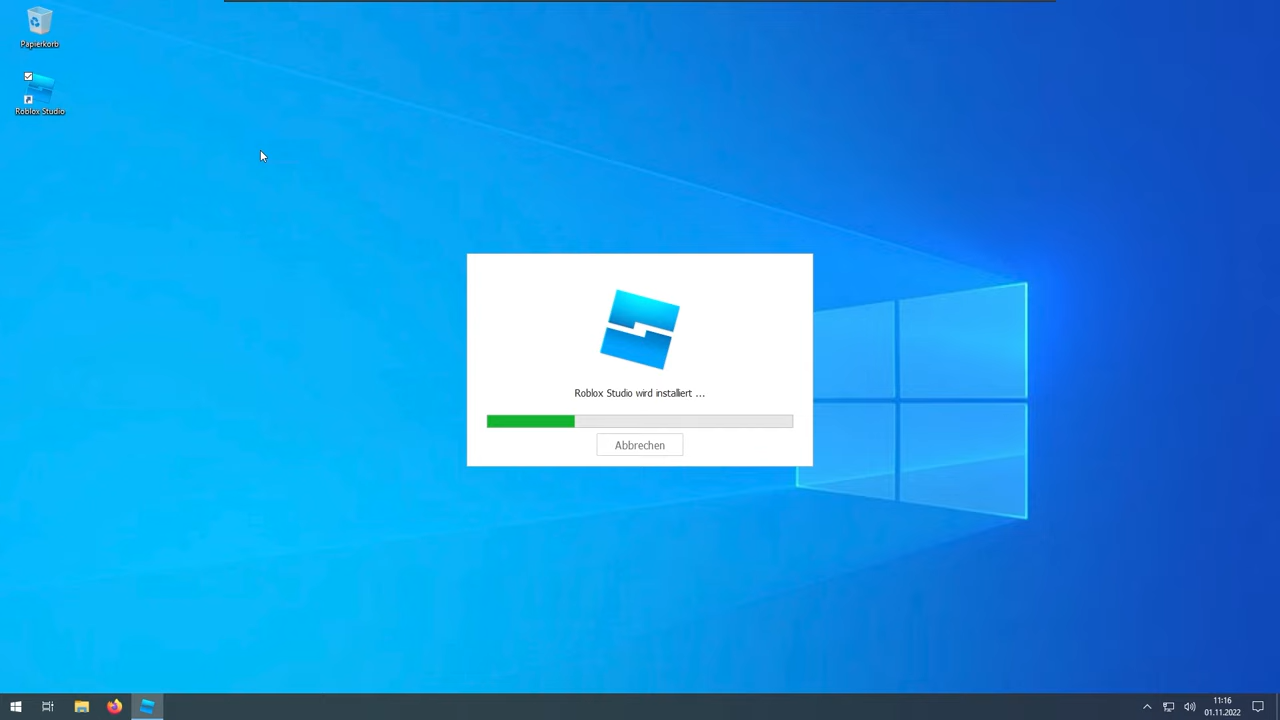 Papierkorb
Roblox Studio
Roblox Studio wird installiert ...
Abbrechen
11:16
01.11.2022